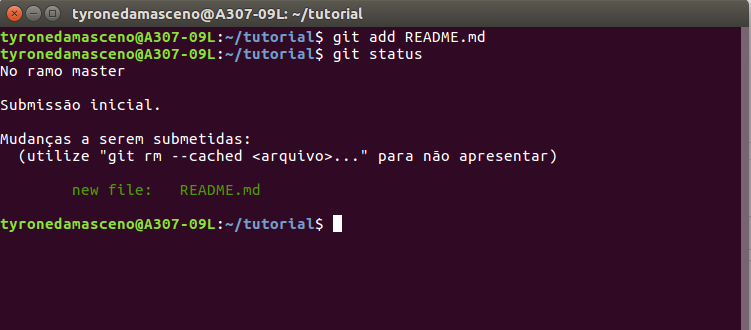 tyronedamasceno@A307-09L: ~/tutorial
tyronedamasceno@A307-09L:~/tutorial$ git add README.md
tyronedamasceno@A307-09L:~/tutorial$ git status
No ramo master
Submissão inicial.
Mudanças a serem submetidas:
  (utilize "git rm --cached <arquivo>..." para não apresentar)
        new file:   README.md
tyronedamasceno@A307-09L:~/tutorial$